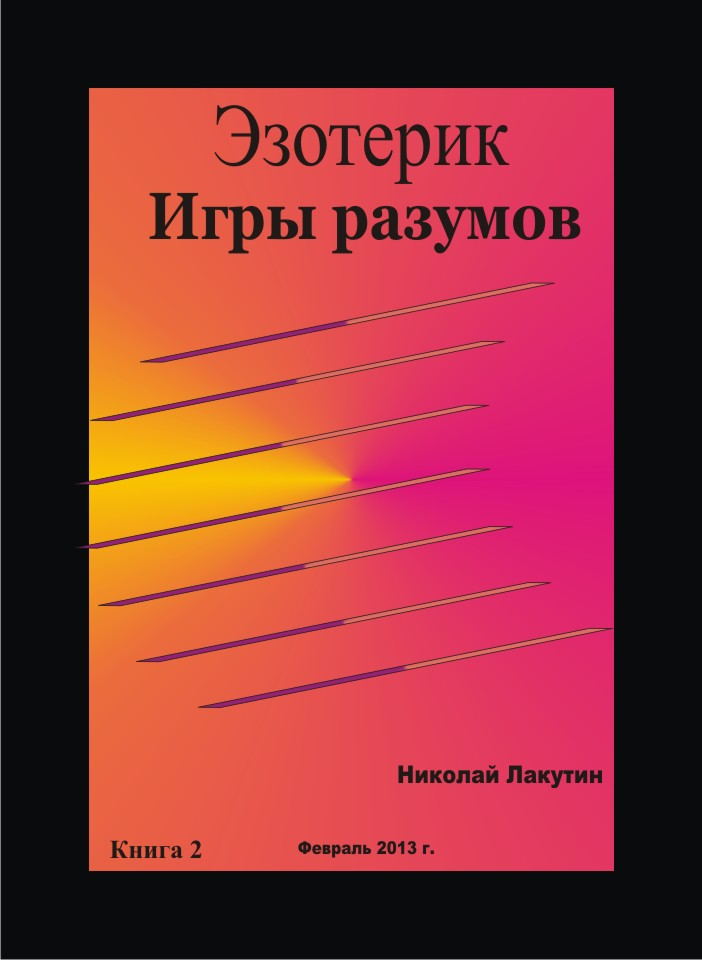 Эзотерик
Игры разумов
Николай Лакутин
Книга 2
Февраль 2013 г.